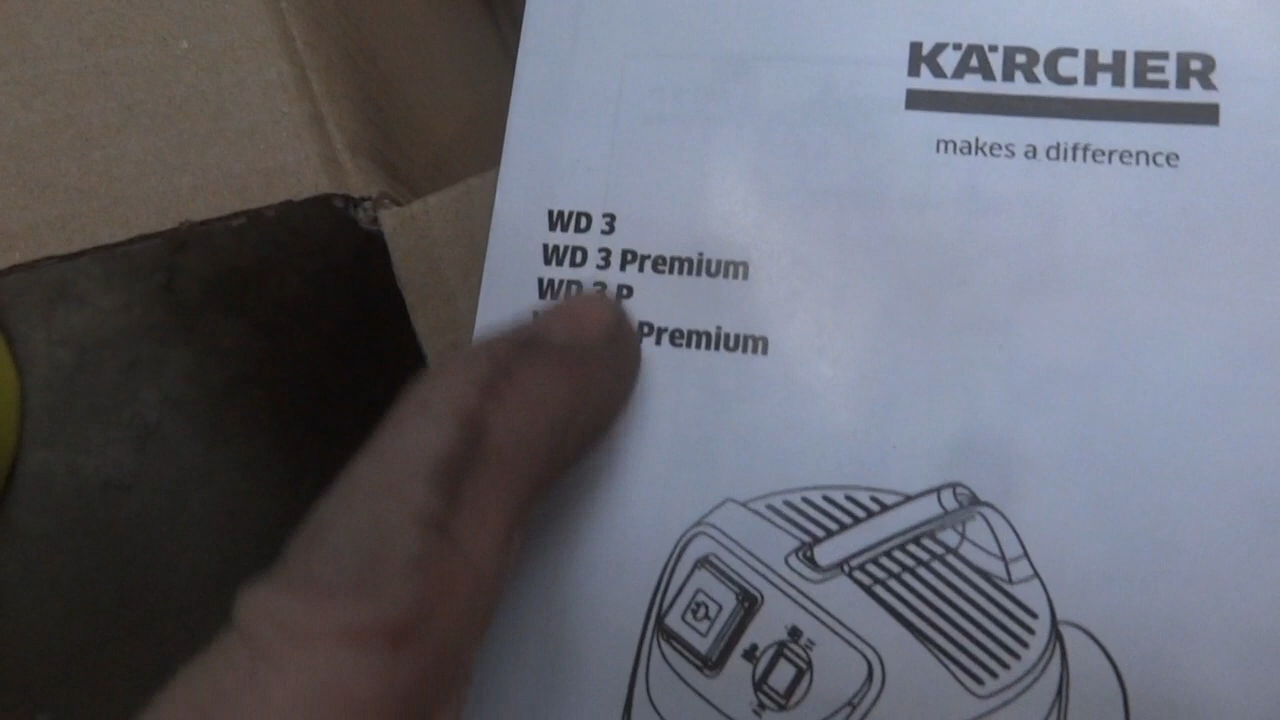 KÄRCHER
makes a difference
WD 3
WD 3 Premium
WD 3 P
Premium